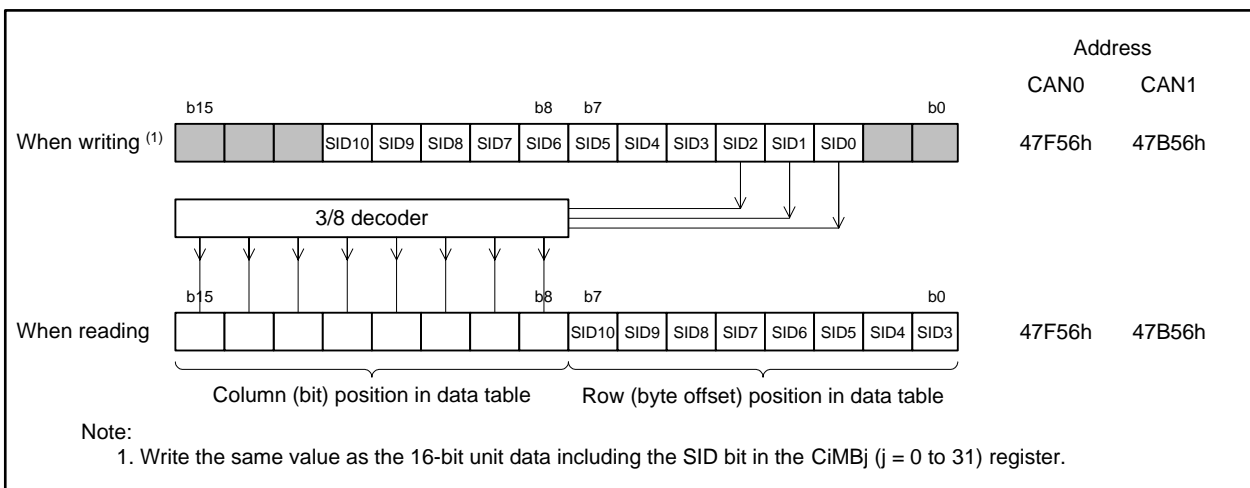 Address
CAN0 CAN1
b15 b8 b7 b0
When writing (1) SID10 SID9 SID8 SID7 SID6 SID5 SID4 SID3 SID2 SID1 SID0 47F56h 47B56h
3/8 decoder
b15 b8 b7 b0
When reading SID10 SID9 SID8 SID7 SID6 SID5 SID4 SID3 47F56h 47B56h
Column (bit) position in data table Row (byte offset) position in data table
Note:
1. Write the same value as the 16-bit unit data including the SID bit in the CiMBj (j = 0 to 31) register.